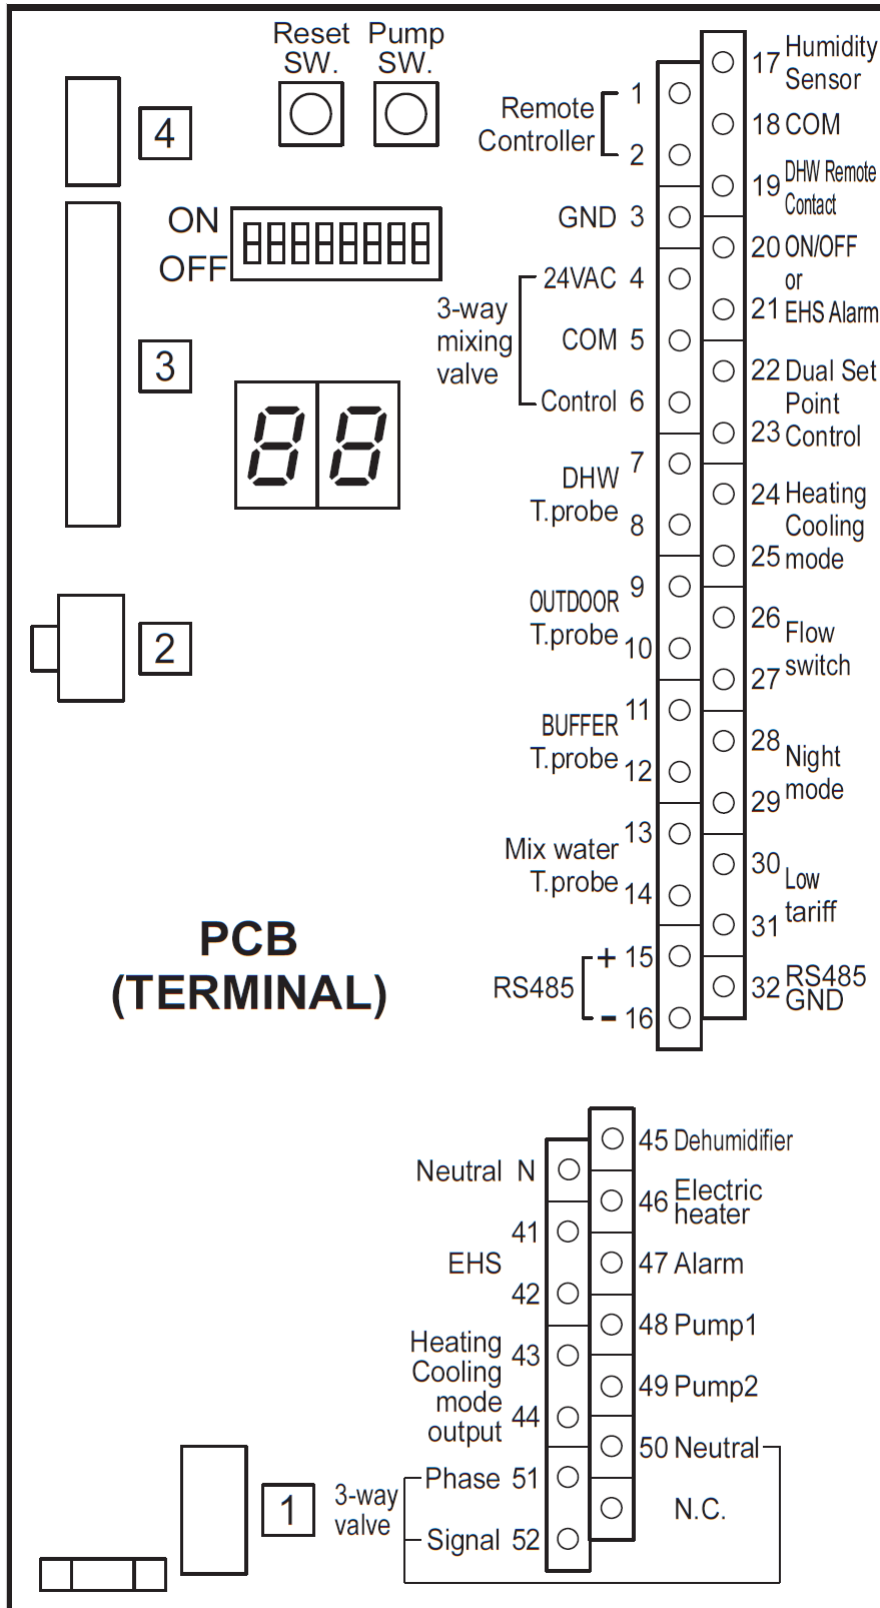 Reset Pump
SW. SW.
4
ON
OFF
3
88
2
PCB
(TERMINAL)
Remote
Controller
1
2
GND 3
3-way
mixing
valve
24VAC 4
COM 5
Control 6
DHW
T.probe
7
8
OUTDOOR
T.probe
9
10
BUFFER
T.probe
11
12
Mix water
T.probe
13
14
RS485
+ 15
- 16
17 Humidity
Sensor
18 COM
19 DHW Remote
Contact
20 ON/OFF
or
21 EHS Alarm
22 Dual Set
Point
23 Control
24 Heating
Cooling
25 mode
26
Flow
switch
27
28
Night
mode
29
30
Low
tariff
31
32 RS485
GND
Neutral N
41
EHS
42
Heating
Cooling
mode
output
43
44
1
3-way
valve
Phase 51
Signal 52
45 Dehumidifier
46 Electric
heater
47 Alarm
48 Pump1
49 Pump2
50 Neutral
N.C.